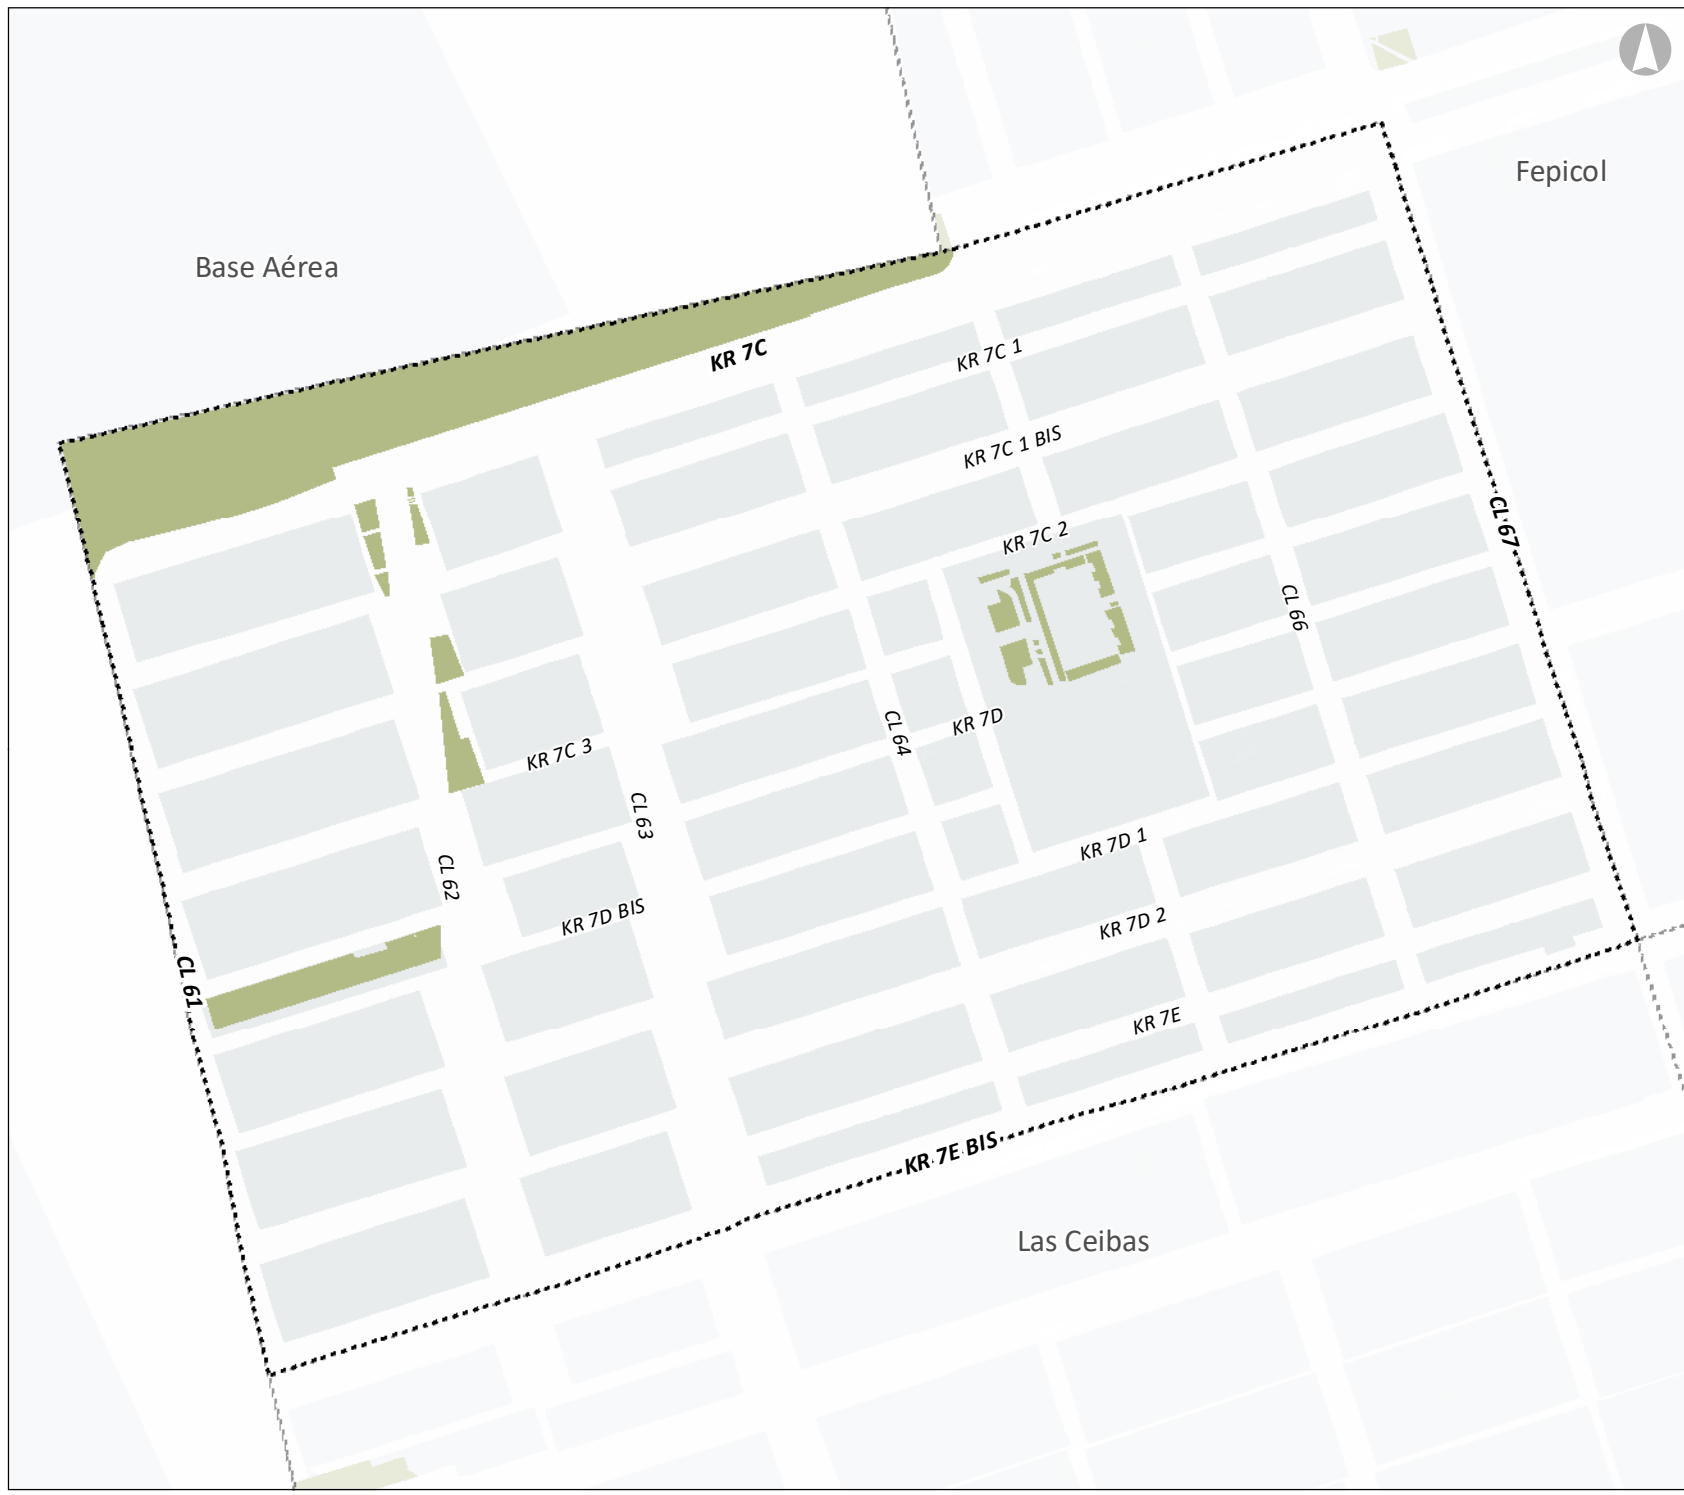 Fepicol
Base Aérea
KR 7C
KR 7C 1
KR 7C 1 BIS
CL 67
KR 7C 2
CL 66
KR 7D
CL 64
KR 7C 3
CL 63
KR 7D 1
CL 62
KR 7D BIS
KR 7D 2
CL 61
KR 7E
KR 7E BIS
Las Ceibas